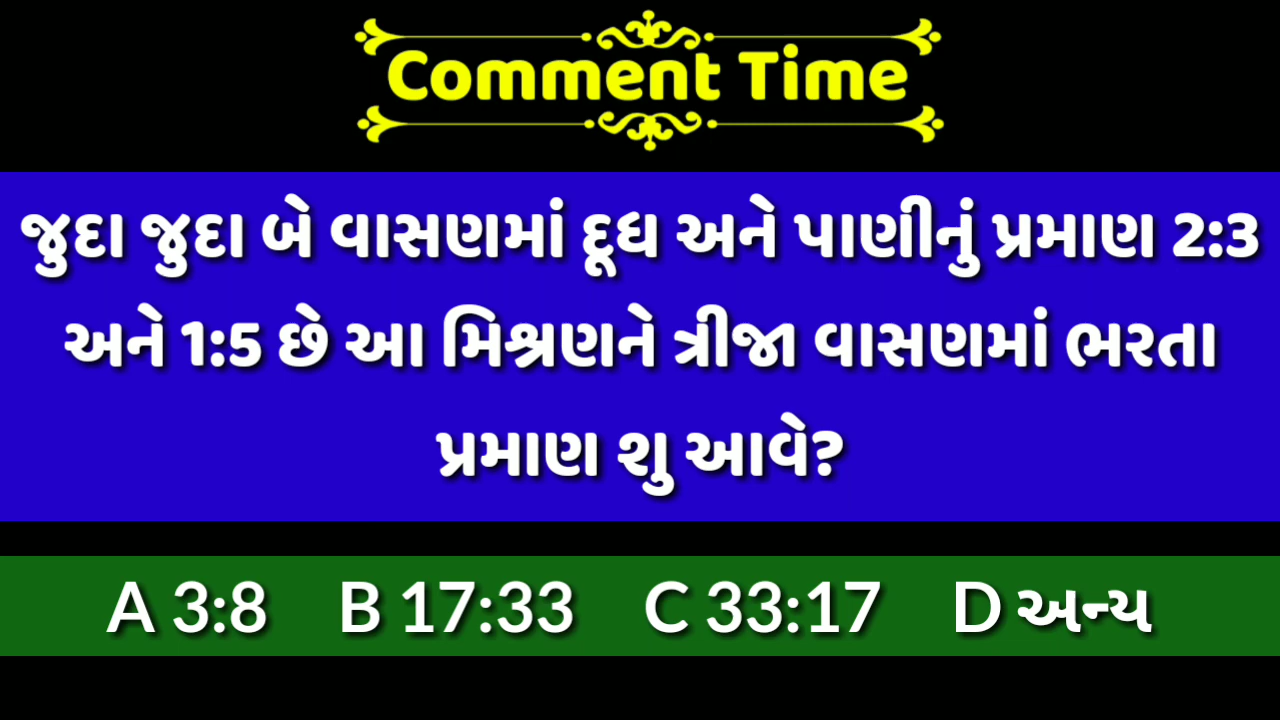 Comment Time
જુદા જુદા બે વાસણમાં દૂધ અને પાણીનું પ્રમાણ 2:3
અને 1:5 છે આ મિશ્રણને ત્રીજા વાસણમાં ભરતા
પ્રમાણ શુ આવે?
A 3:8 B 17:33 C 33:17 D અન્ય